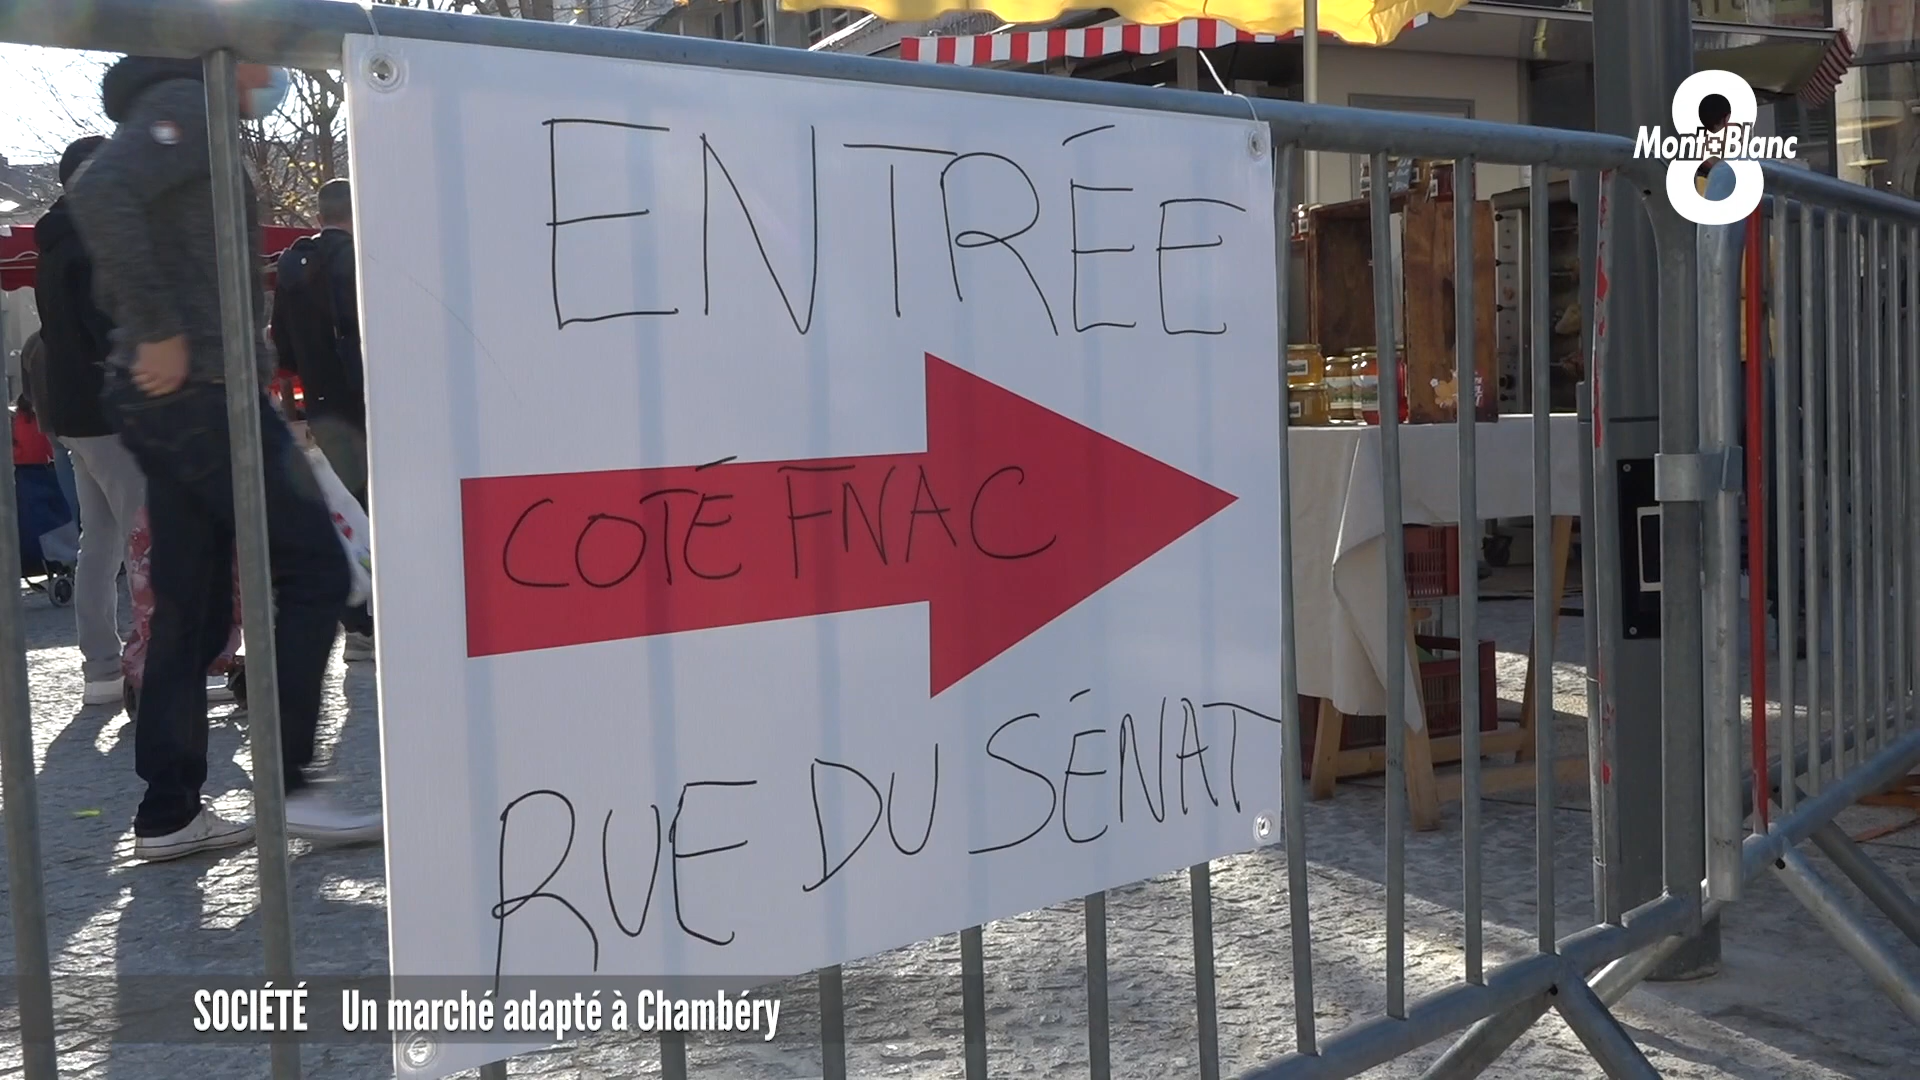 ENTRÉE
COTÉ FNAC
RUE DU SÉNAT
8
Mont Blanc
SOCIÉTÉ Un marché adapté à Chambéry